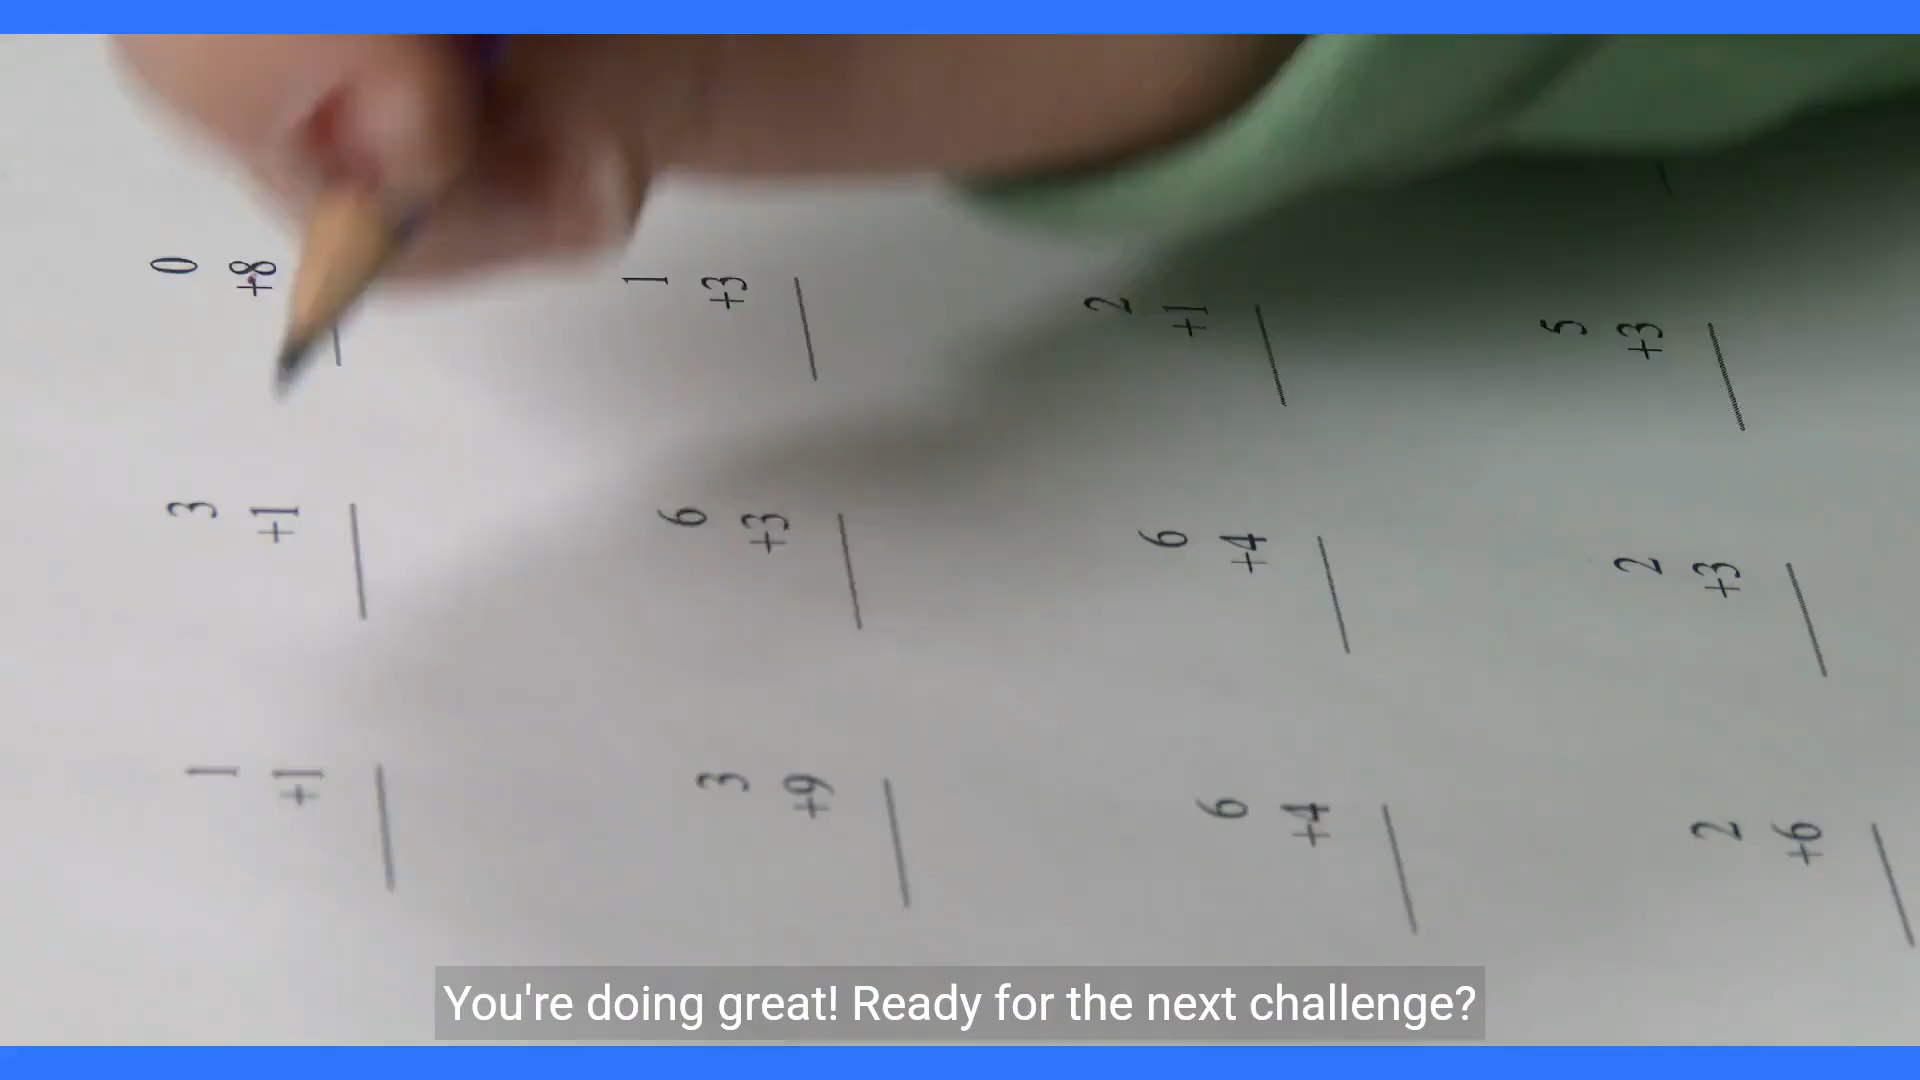 1 3 0
+1 +1 +8
3 6 1
+9 +3 +3
6 6 2
+4 +4 +1
2 2 5
+6 +3 +3
You're doing great! Ready for the next challenge?